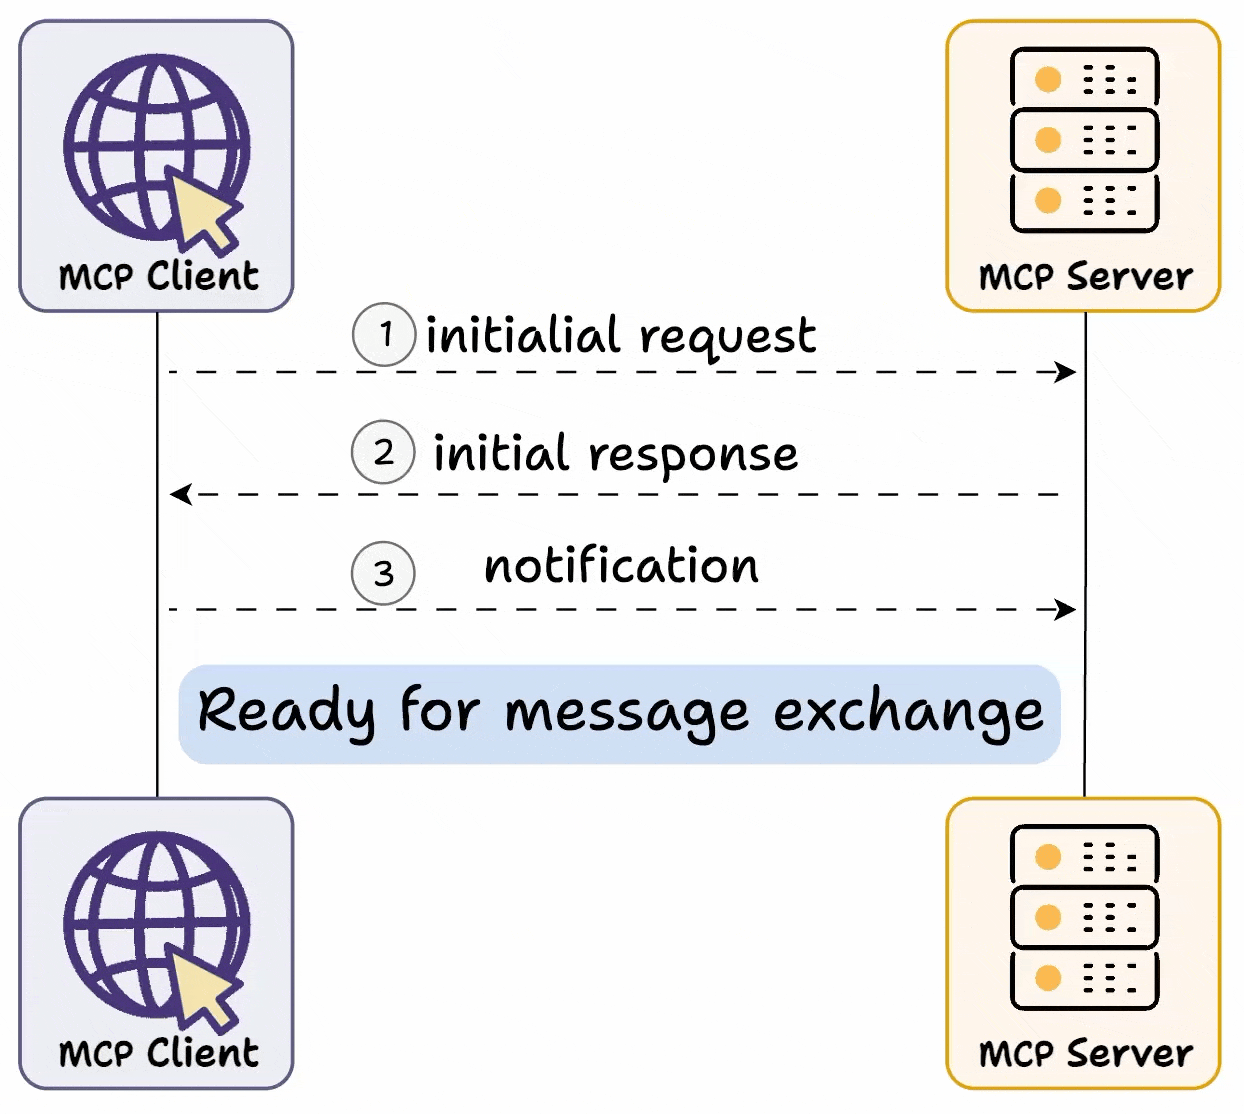 MCP Client
MCP Server
1 initialial request
2 initial response
3 notification
Ready for message exchange
MCP Client
MCP Server